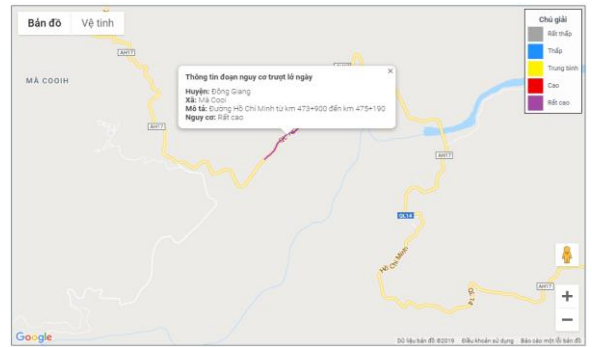 Bản đồ
Vệ tinh
Chú giải
Rất thấp
Thấp
Trung bình
Cao
Rất cao
AH17
MÀ COOIH
Thông tin đoạn nguy cơ trượt lở ngày
Huyện: Đông Giang
Xã: Mà Cooi
Mô tả: Đường Hồ Chí Minh từ km 473+900 đến km 475+190
Nguy cơ: Rất cao
AH17
AH17
QL14
Hồ Chí Minh
AH17
AH17
Google
Dữ liệu bản đồ ©2019
Điều khoản sử dụng
Báo cáo một lỗi bản đồ